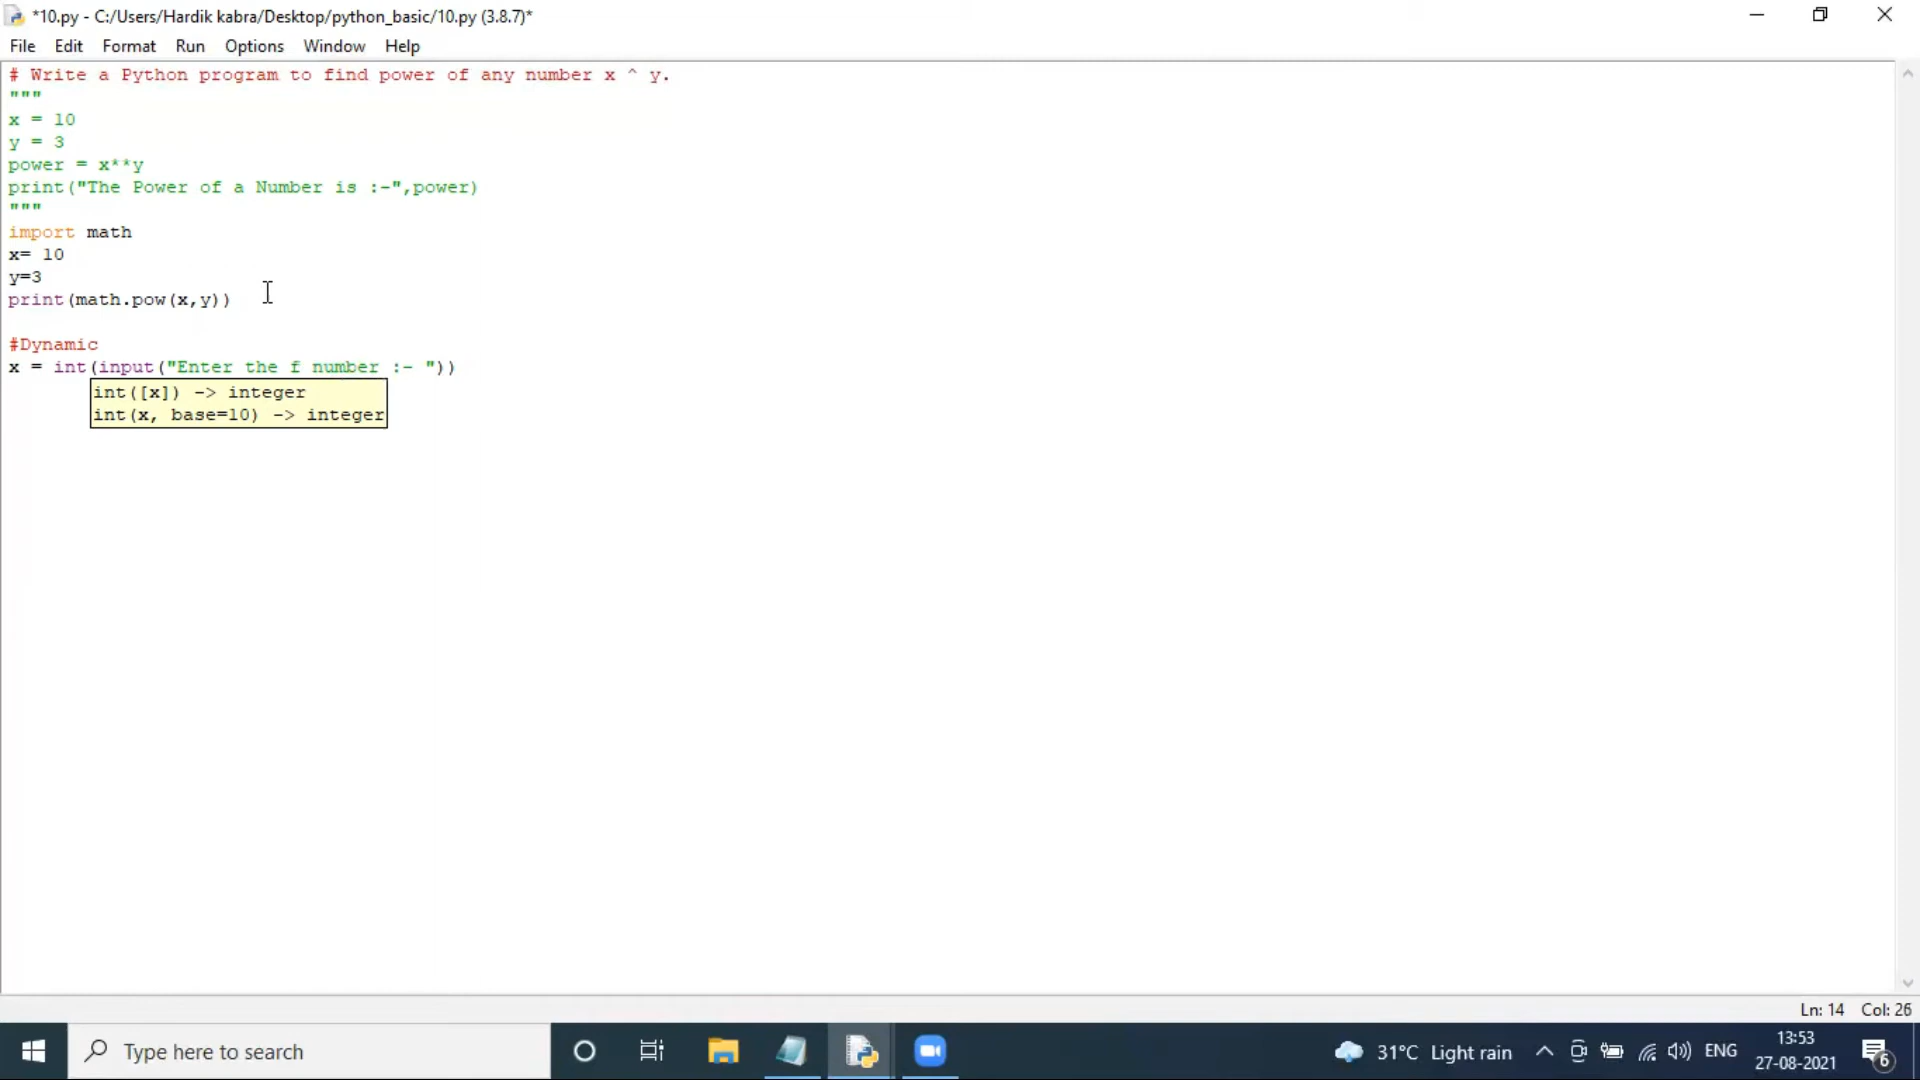 *10.py - C:/Users/Hardik kabra/Desktop/python_basic/10.py (3.8.7)*
File Edit Format Run Options Window Help
# Write a Python program to find power of any number x ^ y.
"""
x = 10
y = 3
power = x**y
print("The Power of a Number is :-",power)
"""
import math
x= 10
y=3
print(math.pow(x,y))
#Dynamic
x = int(input("Enter the f number :- "))
int([x]) -> integer
int(x, base=10) -> integer
Ln: 14 Col: 26
Type here to search
31°C Light rain
ENG
13:53
27-08-2021
6